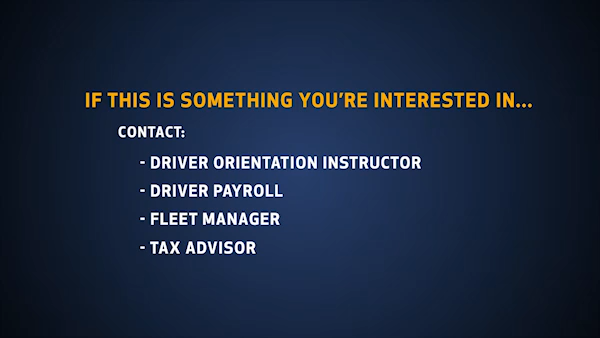 IF THIS IS SOMETHING YOU'RE INTERESTED IN...
CONTACT:
- DRIVER ORIENTATION INSTRUCTOR
- DRIVER PAYROLL
- FLEET MANAGER
- TAX ADVISOR